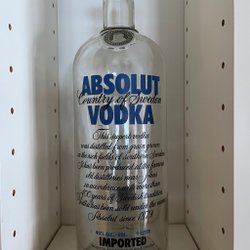 ABSOLUT
Country of Sweden
VODKA
This superb vodka
was distilled from grain grown
in the rich fields of southern Sweden
It has been produced at the famous
old distilleries near
in accordance with more than
400 years of Swedish tradition
Vodka has been sold under the name
Absolut since 1879
IMPORTED